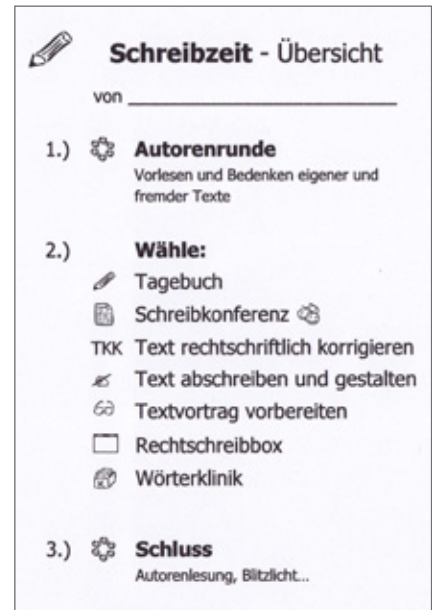 Schreibzeit - Übersicht
von
1.) Autorenrunde
Vorlesen und Bedenken eigener und
fremder Texte
2.) Wähle:
Tagebuch
Schreibkonferenz
TKK Text rechtschriftlich korrigieren
Text abschreiben und gestalten
Textvortrag vorbereiten
Rechtschreibbox
Wörterklinik
3.) Schluss
Autorenlesung, Blitzlicht...